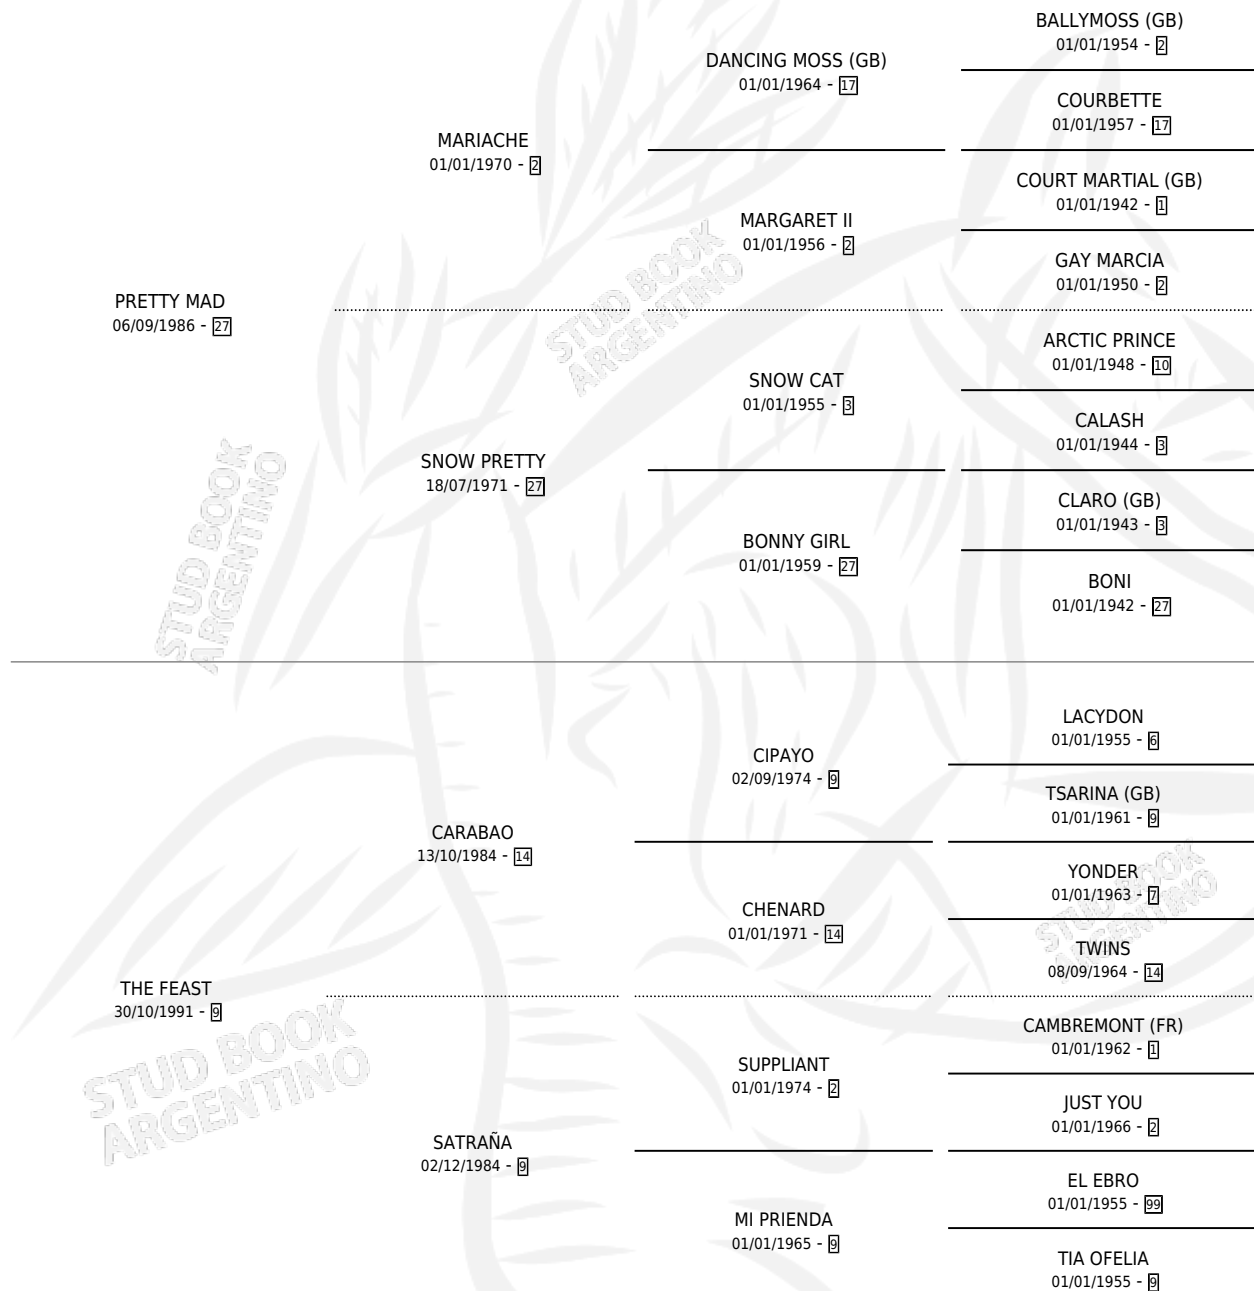 BALLYMOSS (GB)
01/01/1954 - 2
DANCING MOSS (GB)
01/01/1964 - 17
COURBETTE
01/01/1957 - 17
MARIACHE
01/01/1970 - 2
COURT MARTIAL (GB)
01/01/1942 - 1
MARGARET II
01/01/1956 - 2
GAY MARCIA
01/01/1950 - 2
PRETTY MAD
06/09/1986 - 27
STUD BOOK
ARGENTINO
ARCTIC PRINCE
01/01/1948 - 10
SNOW CAT
01/01/1955 - 3
CALASH
01/01/1944 - 3
SNOW PRETTY
18/07/1971 - 27
CLARO (GB)
01/01/1943 - 3
BONNY GIRL
01/01/1959 - 27
BONI
01/01/1942 - 27
STUD BOOK
ARGENTINO
LACYDON
01/01/1955 - 6
CIPAYO
02/09/1974 - 9
TSARINA (GB)
01/01/1961 - 9
CARABAO
13/10/1984 - 14
YONDER
01/01/1963 - 7
CHENARD
01/01/1971 - 14
TWINS
08/09/1964 - 14
STUD BOOK
ARGENTINO
THE FEAST
30/10/1991 - 9
CAMBREMONT (FR)
01/01/1962 - 1
SUPPLIANT
01/01/1974 - 2
JUST YOU
01/01/1966 - 2
STUD BOOK
ARGENTINO
SATRAÑA
02/12/1984 - 9
EL EBRO
01/01/1955 - 99
MI PRIENDA
01/01/1965 - 9
TIA OFELIA
01/01/1955 - 9